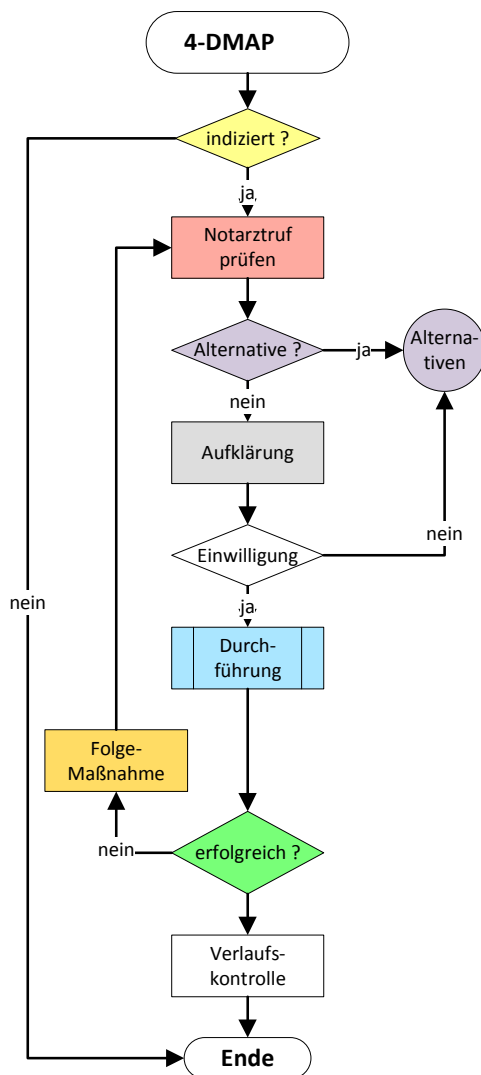 4-DMAP
indiziert ?
ja
Notarztruf
prüfen
Alternative ?
ja
Alterna-
tiven
nein
Aufklärung
Einwilligung
nein
ja
Durch-
führung
nein
Folge-
Maßnahme
nein
erfolgreich ?
Verlaufs-
kontrolle
Ende